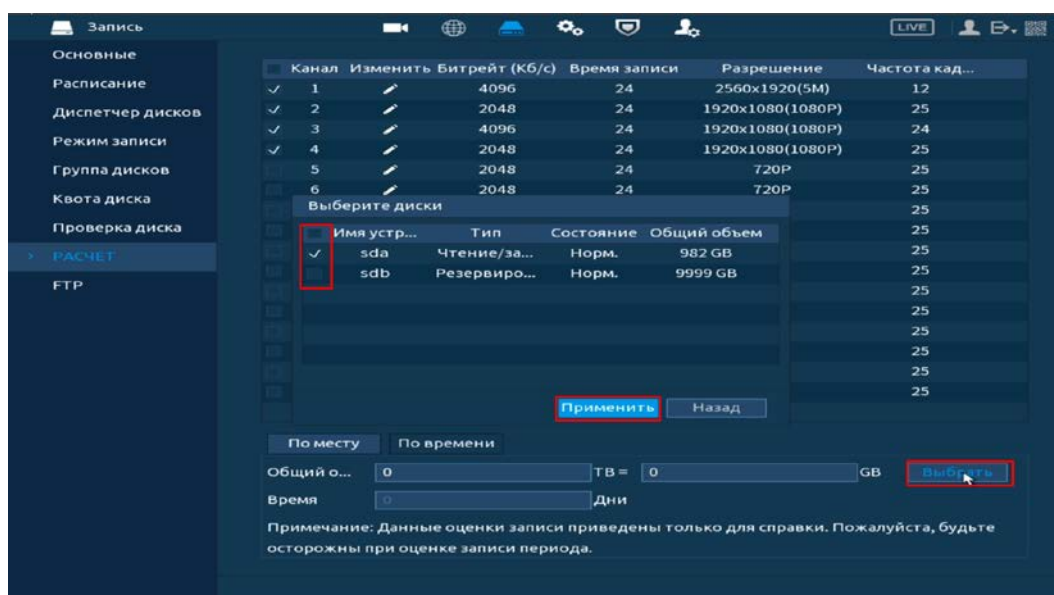 Запись LIVE
Основные
Расписание
Диспетчер дисков
Режим записи
Группа дисков
Квота диска
Проверка диска
РАСЧЕТ
FTP
Канал Изменить Битрейт (Кб/с) Время записи Разрешение Частота кад...
1 4096 24 2560x1920(5M) 12
2 2048 24 1920x1080(1080P) 25
3 4096 24 1920x1080(1080P) 24
4 2048 24 1920x1080(1080P) 25
5 2048 24 720P 25
6 2048 24 720P 25
25
25
25
25
25
25
25
25
25
25
Выберите диски
Имя устр... Тип Состояние Общий объем
sda Чтение/за... Норм. 982 GB
sdb Резервиро... Норм. 9999 GB
Применить Назад
По месту По времени
Общий о... 0 TB = 0 GB Выбрать
Время 0 Дни
Примечание: Данные оценки записи приведены только для справки. Пожалуйста, будьте
осторожны при оценке записи периода.